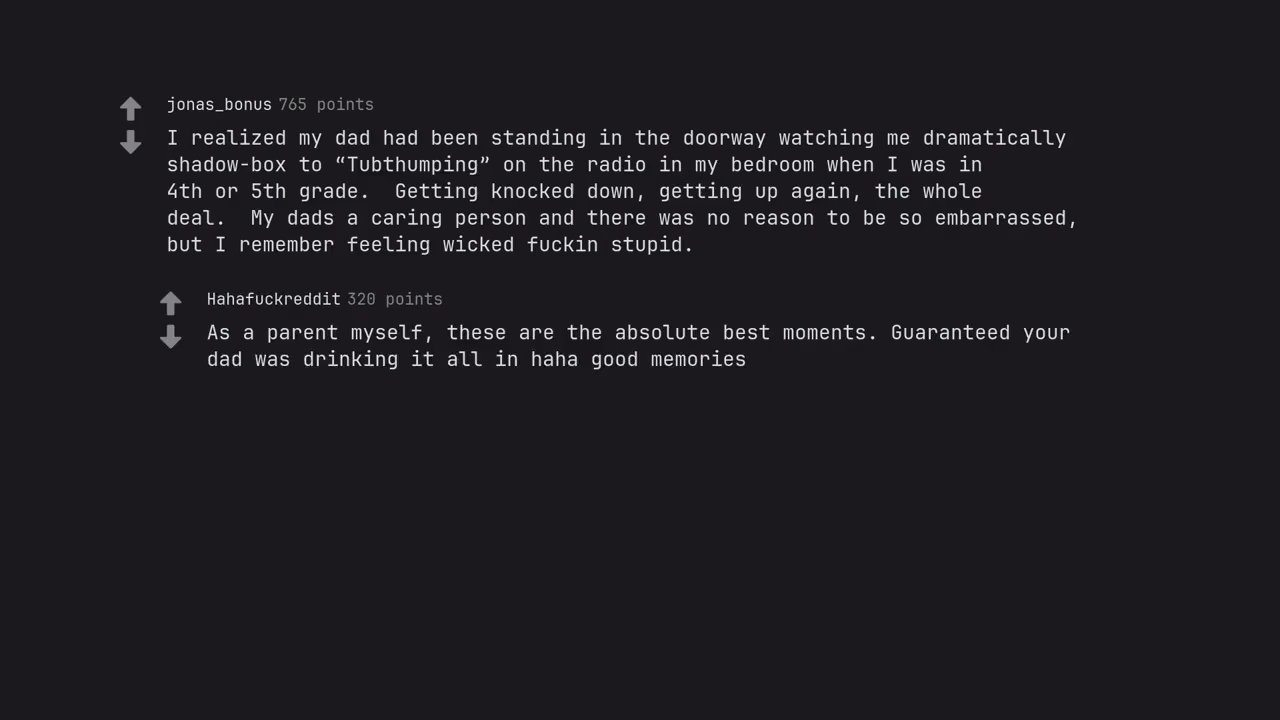 jonas_bonus 765 points
I realized my dad had been standing in the doorway watching me dramatically
shadow-box to “Tubthumping” on the radio in my bedroom when I was in
4th or 5th grade.  Getting knocked down, getting up again, the whole
deal.  My dads a caring person and there was no reason to be so embarrassed,
but I remember feeling wicked fuckin stupid.
Hahafuckreddit 320 points
As a parent myself, these are the absolute best moments. Guaranteed your
dad was drinking it all in haha good memories